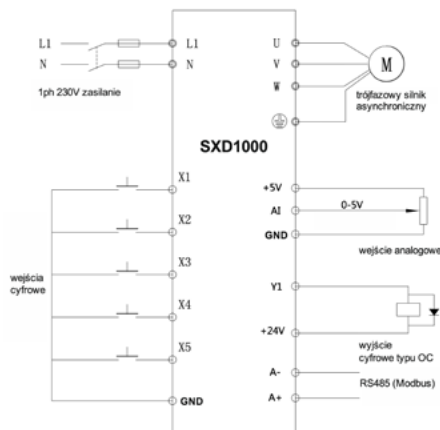 L1
N
1ph 230V zasilanie
L1
N
U
V
W
M
trójfazowy silnik
asynchroniczny
SXD1000
X1
X2
X3
X4
X5
GND
wejścia
cyfrowe
+5V
AI
GND
0-5V
wejście analogowe
Y1
+24V
wyjście
cyfrowe typu OC
A-
A+
RS485 (Modbus)